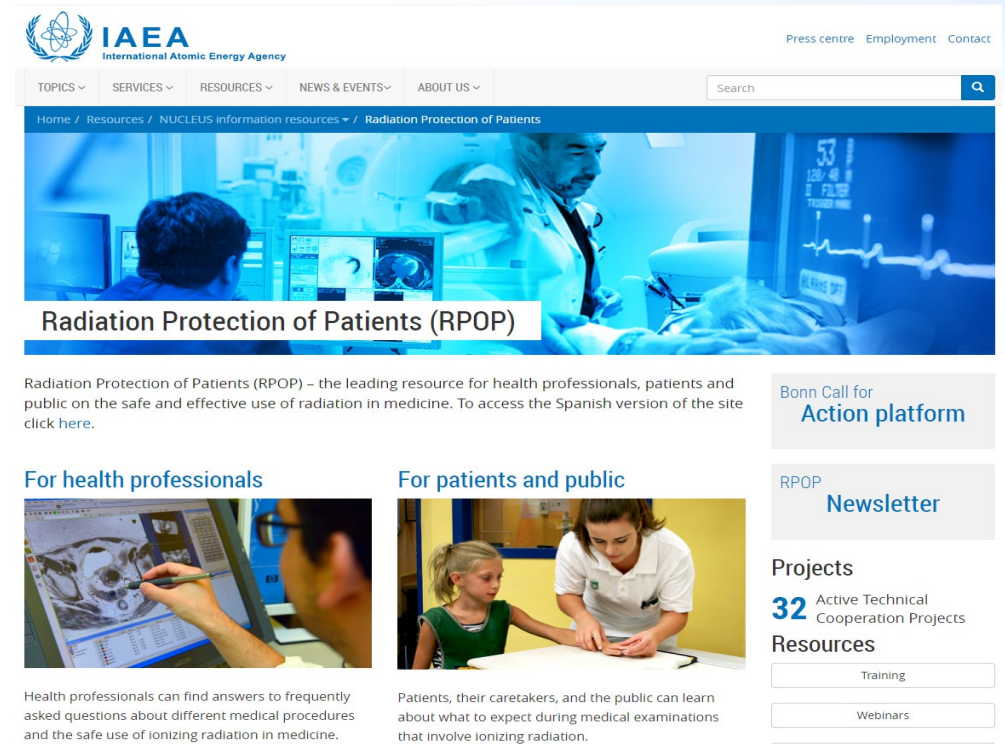 IAEA
International Atomic Energy Agency
Press centre Employment Contact
TOPICS SERVICES RESOURCES NEWS & EVENTS ABOUT US
Search
Home / Resources / NUCLEUS information resources / Radiation Protection of Patients
53
120/ 48
II FILTER
Radiation Protection of Patients (RPOP)
Radiation Protection of Patients (RPOP) – the leading resource for health professionals, patients and
public on the safe and effective use of radiation in medicine. To access the Spanish version of the site
click here.
For health professionals
Health professionals can find answers to frequently
asked questions about different medical procedures
and the safe use of ionizing radiation in medicine.
For patients and public
Patients, their caretakers, and the public can learn
about what to expect during medical examinations
that involve ionizing radiation.
Bonn Call for
Action platform
RPOP
Newsletter
Projects
32 Active Technical
Cooperation Projects
Resources
Training
Webinars